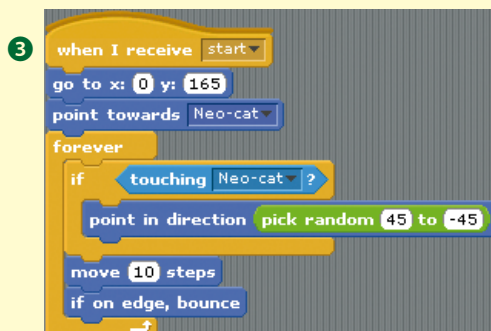 3
when I receive start
go to x: 0 y: 165
point towards Neo-cat
forever
if touching Neo-cat ?
point in direction pick random 45 to -45
move 10 steps
if on edge, bounce